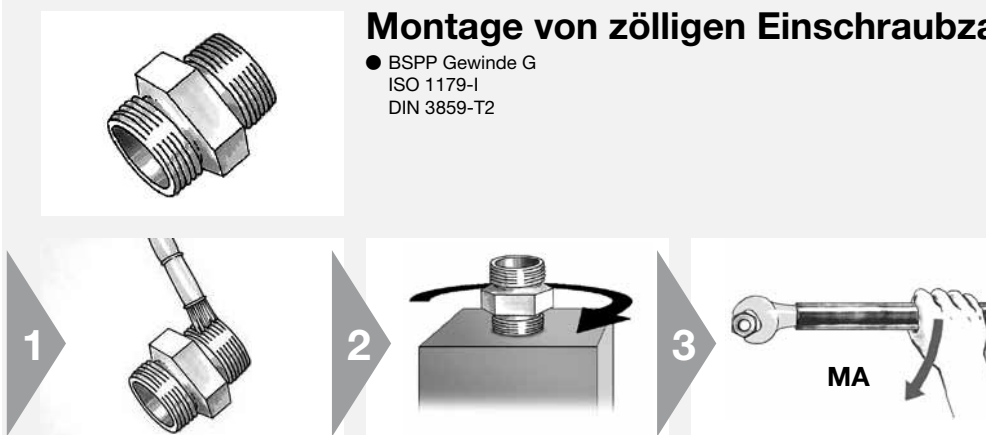 Montage von zölligen Einschraubza
● BSPP Gewinde G
ISO 1179-I
DIN 3859-T2
1
2
3
MA